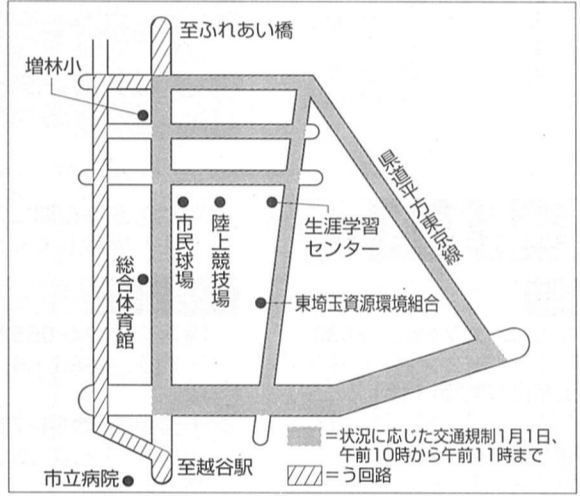 至ふれあい橋
増林小
県道平方東京線
市民球場
陸上競技場
生涯学習
センター
総合体育館
東埼玉資源環境組合
=状況に応じた交通規制1月1日、
午前10時から午前11時まで
=う回路
至越谷駅
市立病院